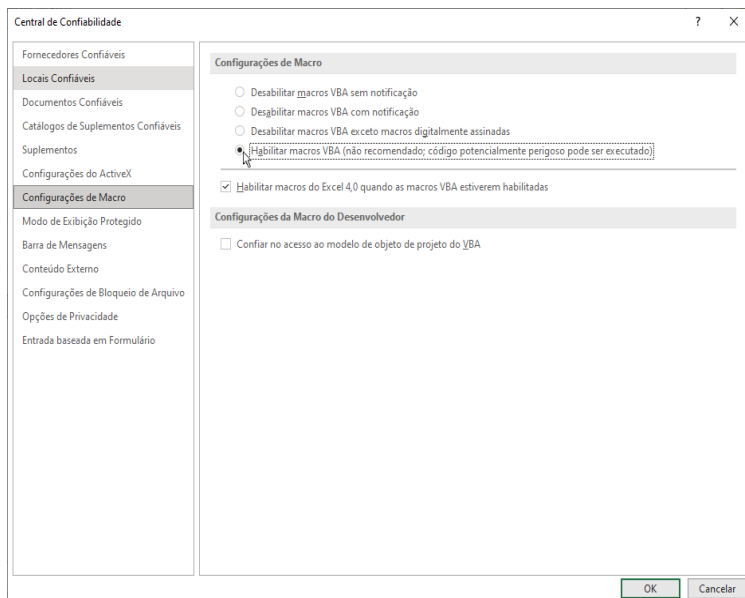 Central de Confiabilidade
? X
Fornecedores Confiáveis
Locais Confiáveis
Documentos Confiáveis
Catálogos de Suplementos Confiáveis
Suplementos
Configurações do ActiveX
Configurações de Macro
Modo de Exibição Protegido
Barra de Mensagens
Conteúdo Externo
Configurações de Bloqueio de Arquivo
Opções de Privacidade
Entrada baseada em Formulário
Configurações de Macro
Desabilitar macros VBA sem notificação
Desabilitar macros VBA com notificação
Desabilitar macros VBA exceto macros digitalmente assinadas
Habilitar macros VBA (não recomendado; código potencialmente perigoso pode ser executado)
Habilitar macros do Excel 4,0 quando as macros VBA estiverem habilitadas
Configurações da Macro do Desenvolvedor
Confiar no acesso ao modelo de objeto de projeto do VBA
OK
Cancelar